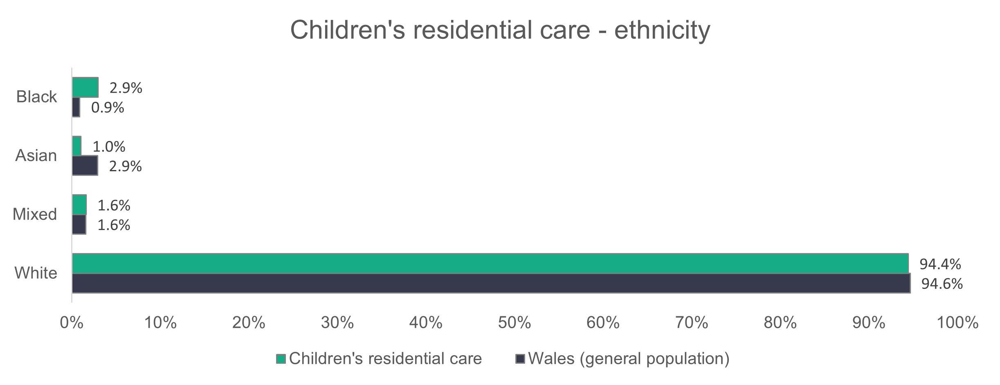 Children's residential care - ethnicity
Black
2.9%
0.9%
Asian
1.0%
2.9%
Mixed
1.6%
1.6%
White
94.4%
94.6%
0% 10% 20% 30% 40% 50% 60% 70% 80% 90% 100%
Children's residential care Wales (general population)